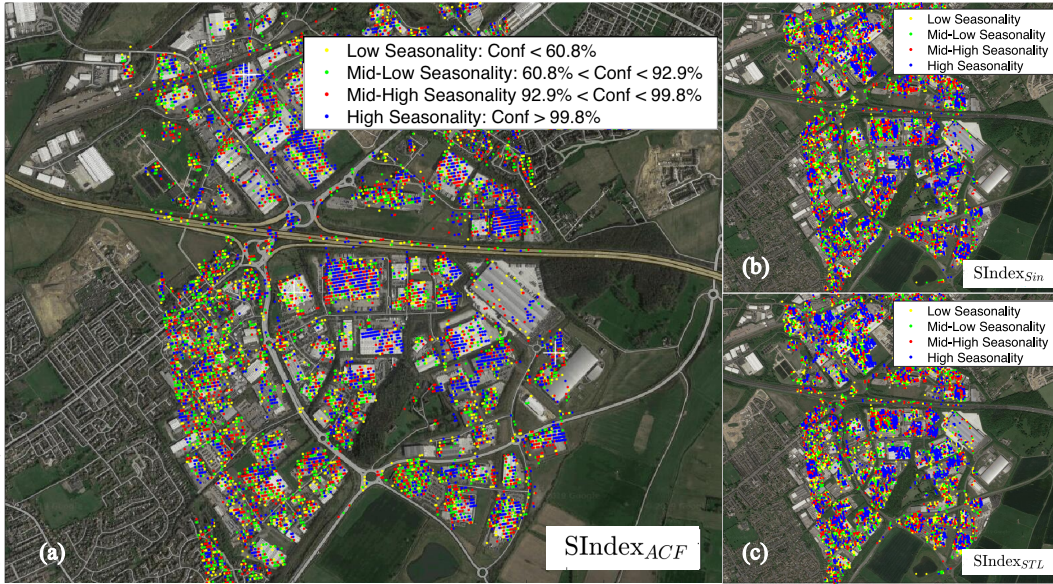 Low Seasonality: Conf < 60.8%
Mid-Low Seasonality: 60.8% < Conf < 92.9%
Mid-High Seasonality 92.9% < Conf < 99.8%
High Seasonality: Conf > 99.8%
(a)
SIndex_ACF
Low Seasonality
Mid-Low Seasonality
Mid-High Seasonality
High Seasonality
(b)
SIndex_Sin
Low Seasonality
Mid-Low Seasonality
Mid-High Seasonality
High Seasonality
(c)
SIndex_STL